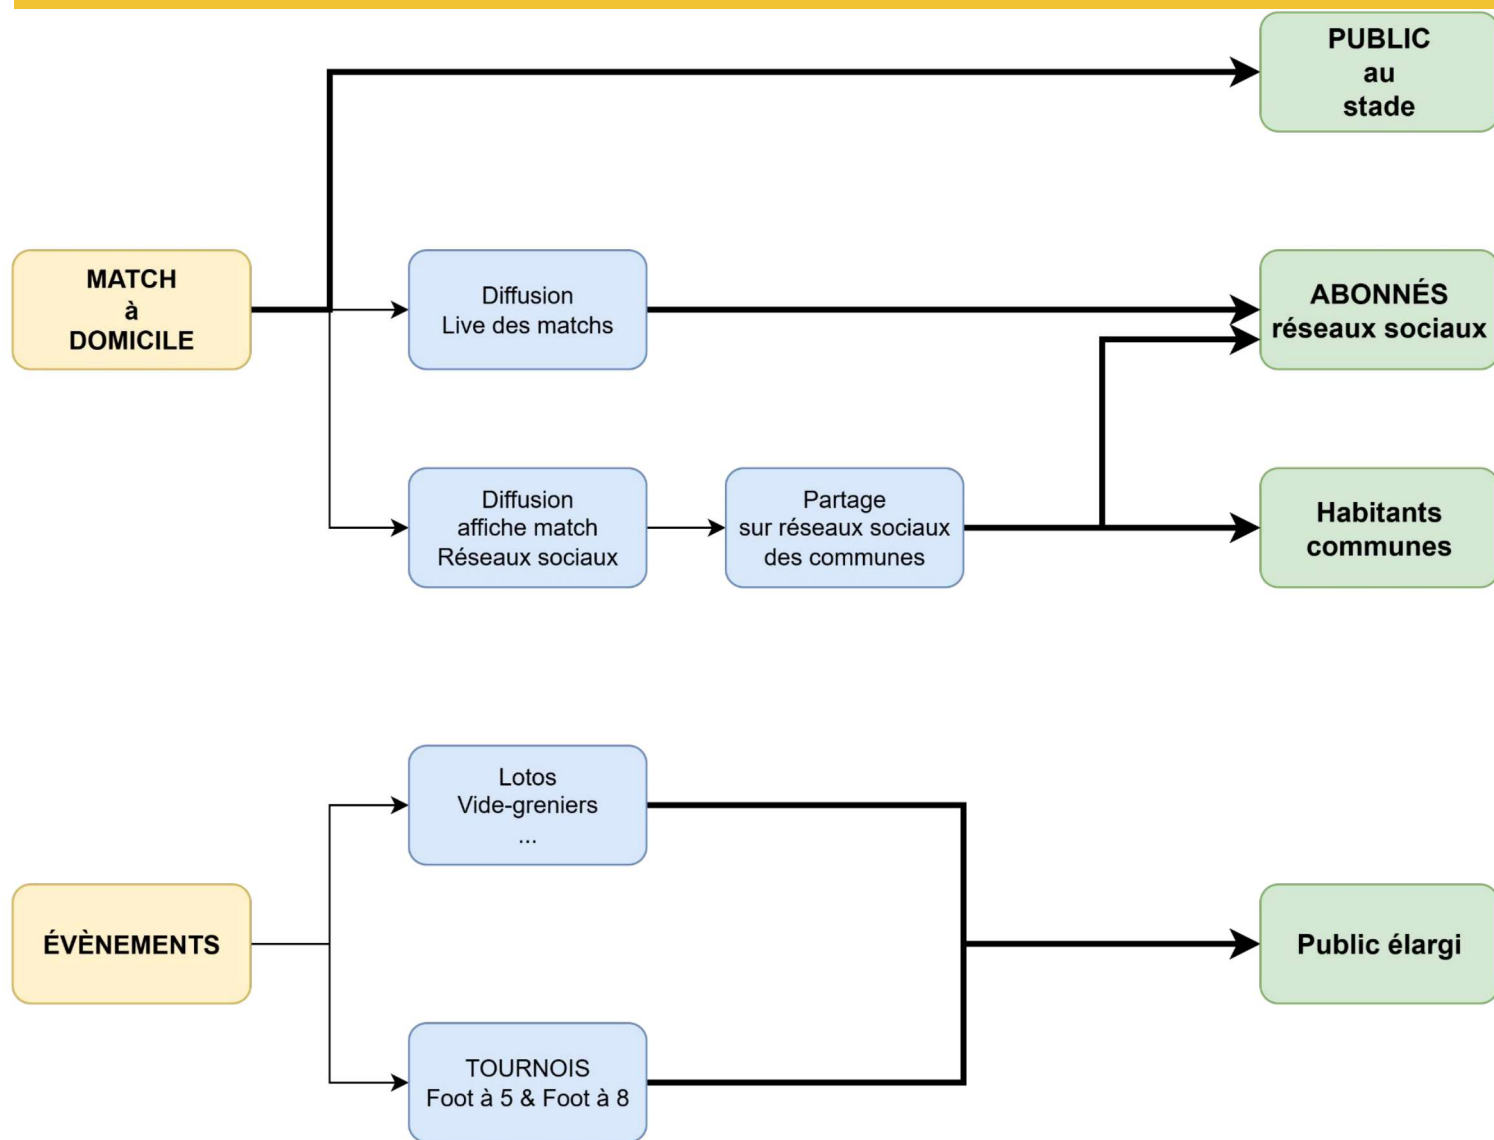 PUBLIC
au
stade
MATCH
à
DOMICILE
Diffusion
Live des matchs
ABONNÉS
réseaux sociaux
Diffusion
affiche match
Réseaux sociaux
Partage
sur réseaux sociaux
des communes
Habitants
communes
Lotos
Vide-greniers
...
ÉVÈNEMENTS
Public élargi
TOURNOIS
Foot à 5 & Foot à 8